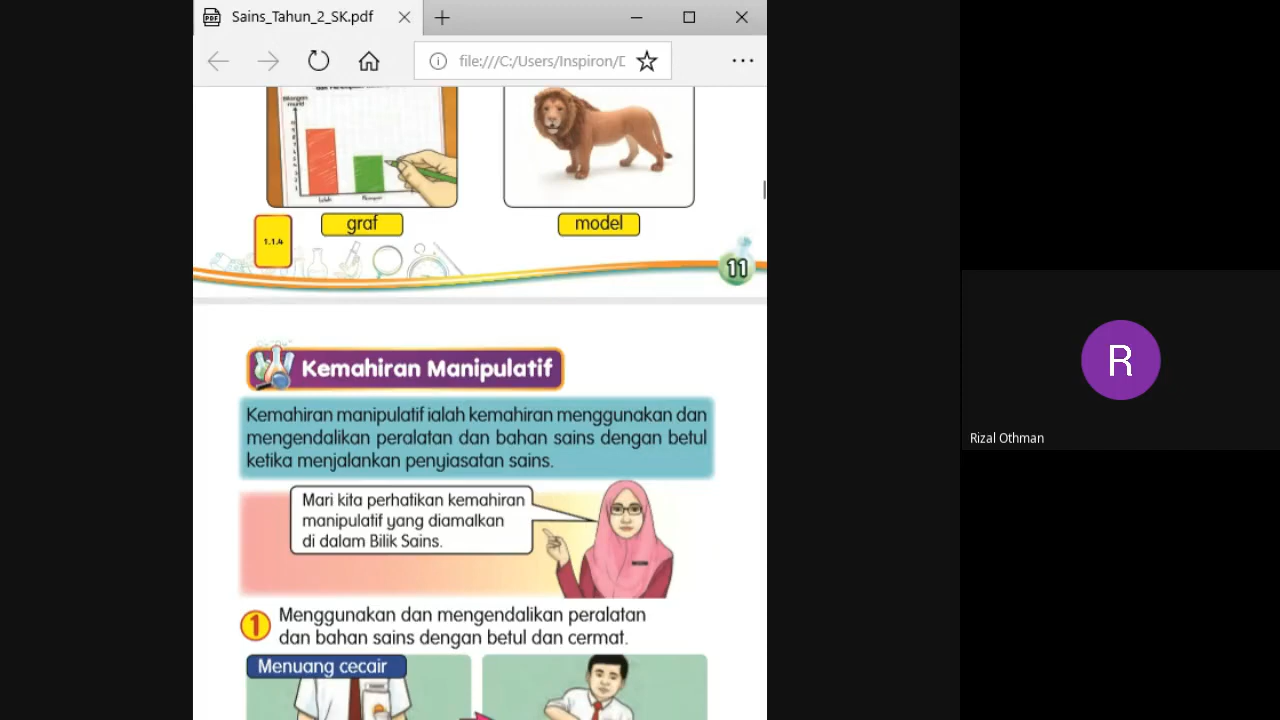 Sains_Tahun_2_SK.pdf
file:///C:/Users/Inspiron/D
Bilangan
murid
Lelaki
graf
model
1.1.4
11
Kemahiran Manipulatif
Kemahiran manipulatif ialah kemahiran menggunakan dan
mengendalikan peralatan dan bahan sains dengan betul
ketika menjalankan penyiasatan sains.
Mari kita perhatikan kemahiran
manipulatif yang diamalkan
di dalam Bilik Sains.
1 Menggunakan dan mengendalikan peralatan
dan bahan sains dengan betul dan cermat.
Menuang cecair
R
Rizal Othman